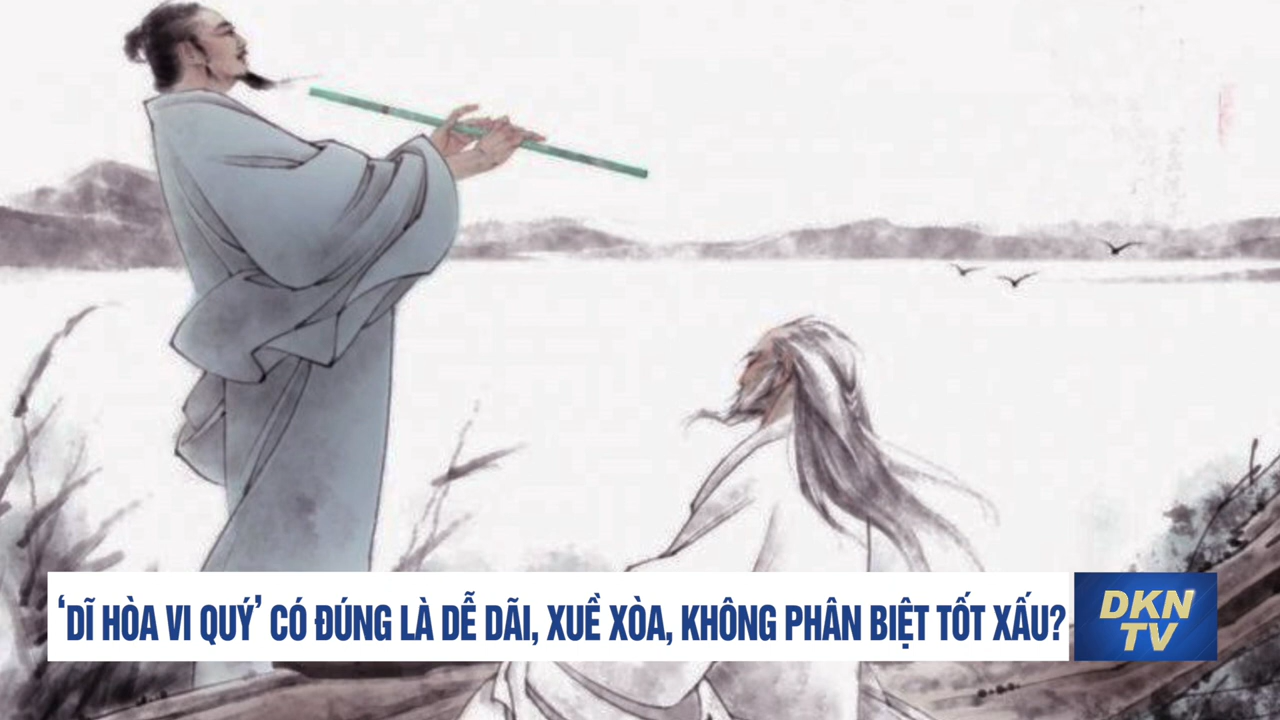 ‘DĨ HÒA VI QUÝ’ CÓ ĐÚNG LÀ DỄ DÃI, XUỀ XÒA, KHÔNG PHÂN BIỆT TỐT XẤU?
DKN
TV